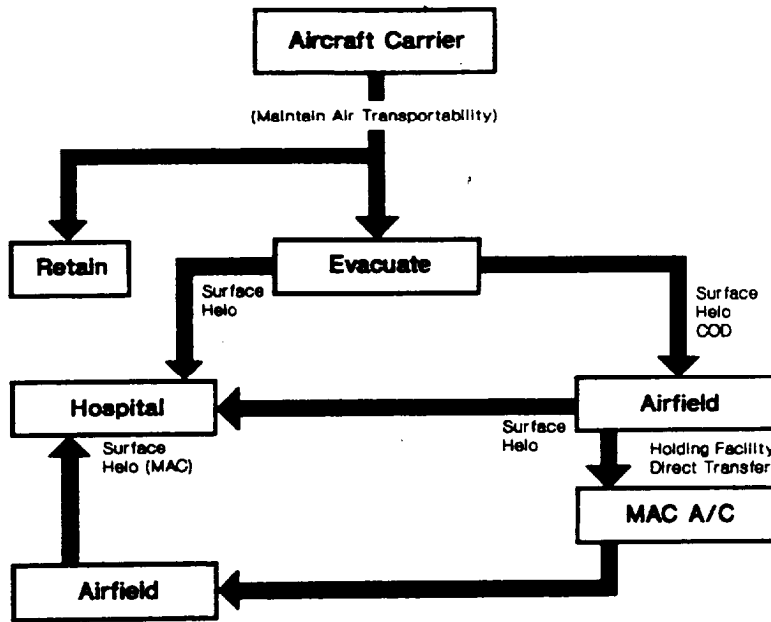 Aircraft Carrier
(Maintain Air Transportability)
Retain
Evacuate
Surface
Helo
Surface
Helo
COD
Hospital
Airfield
Surface
Helo (MAC)
Surface
Helo
Holding Facility
Direct Transfer
MAC A/C
Airfield